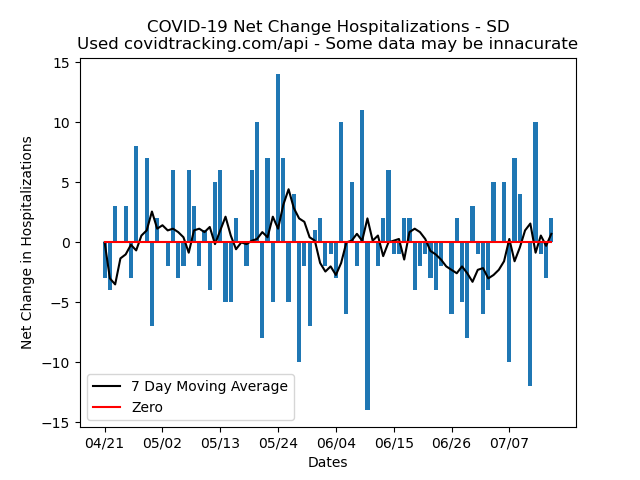 COVID-19 Net Change Hospitalizations - SD
Used covidtracking.com/api - Some data may be innacurate
Net Change in Hospitalizations
15
10
5
0
−5
−10
−15
7 Day Moving Average
Zero
04/21 05/02 05/13 05/24 06/04 06/15 06/26 07/07
Dates